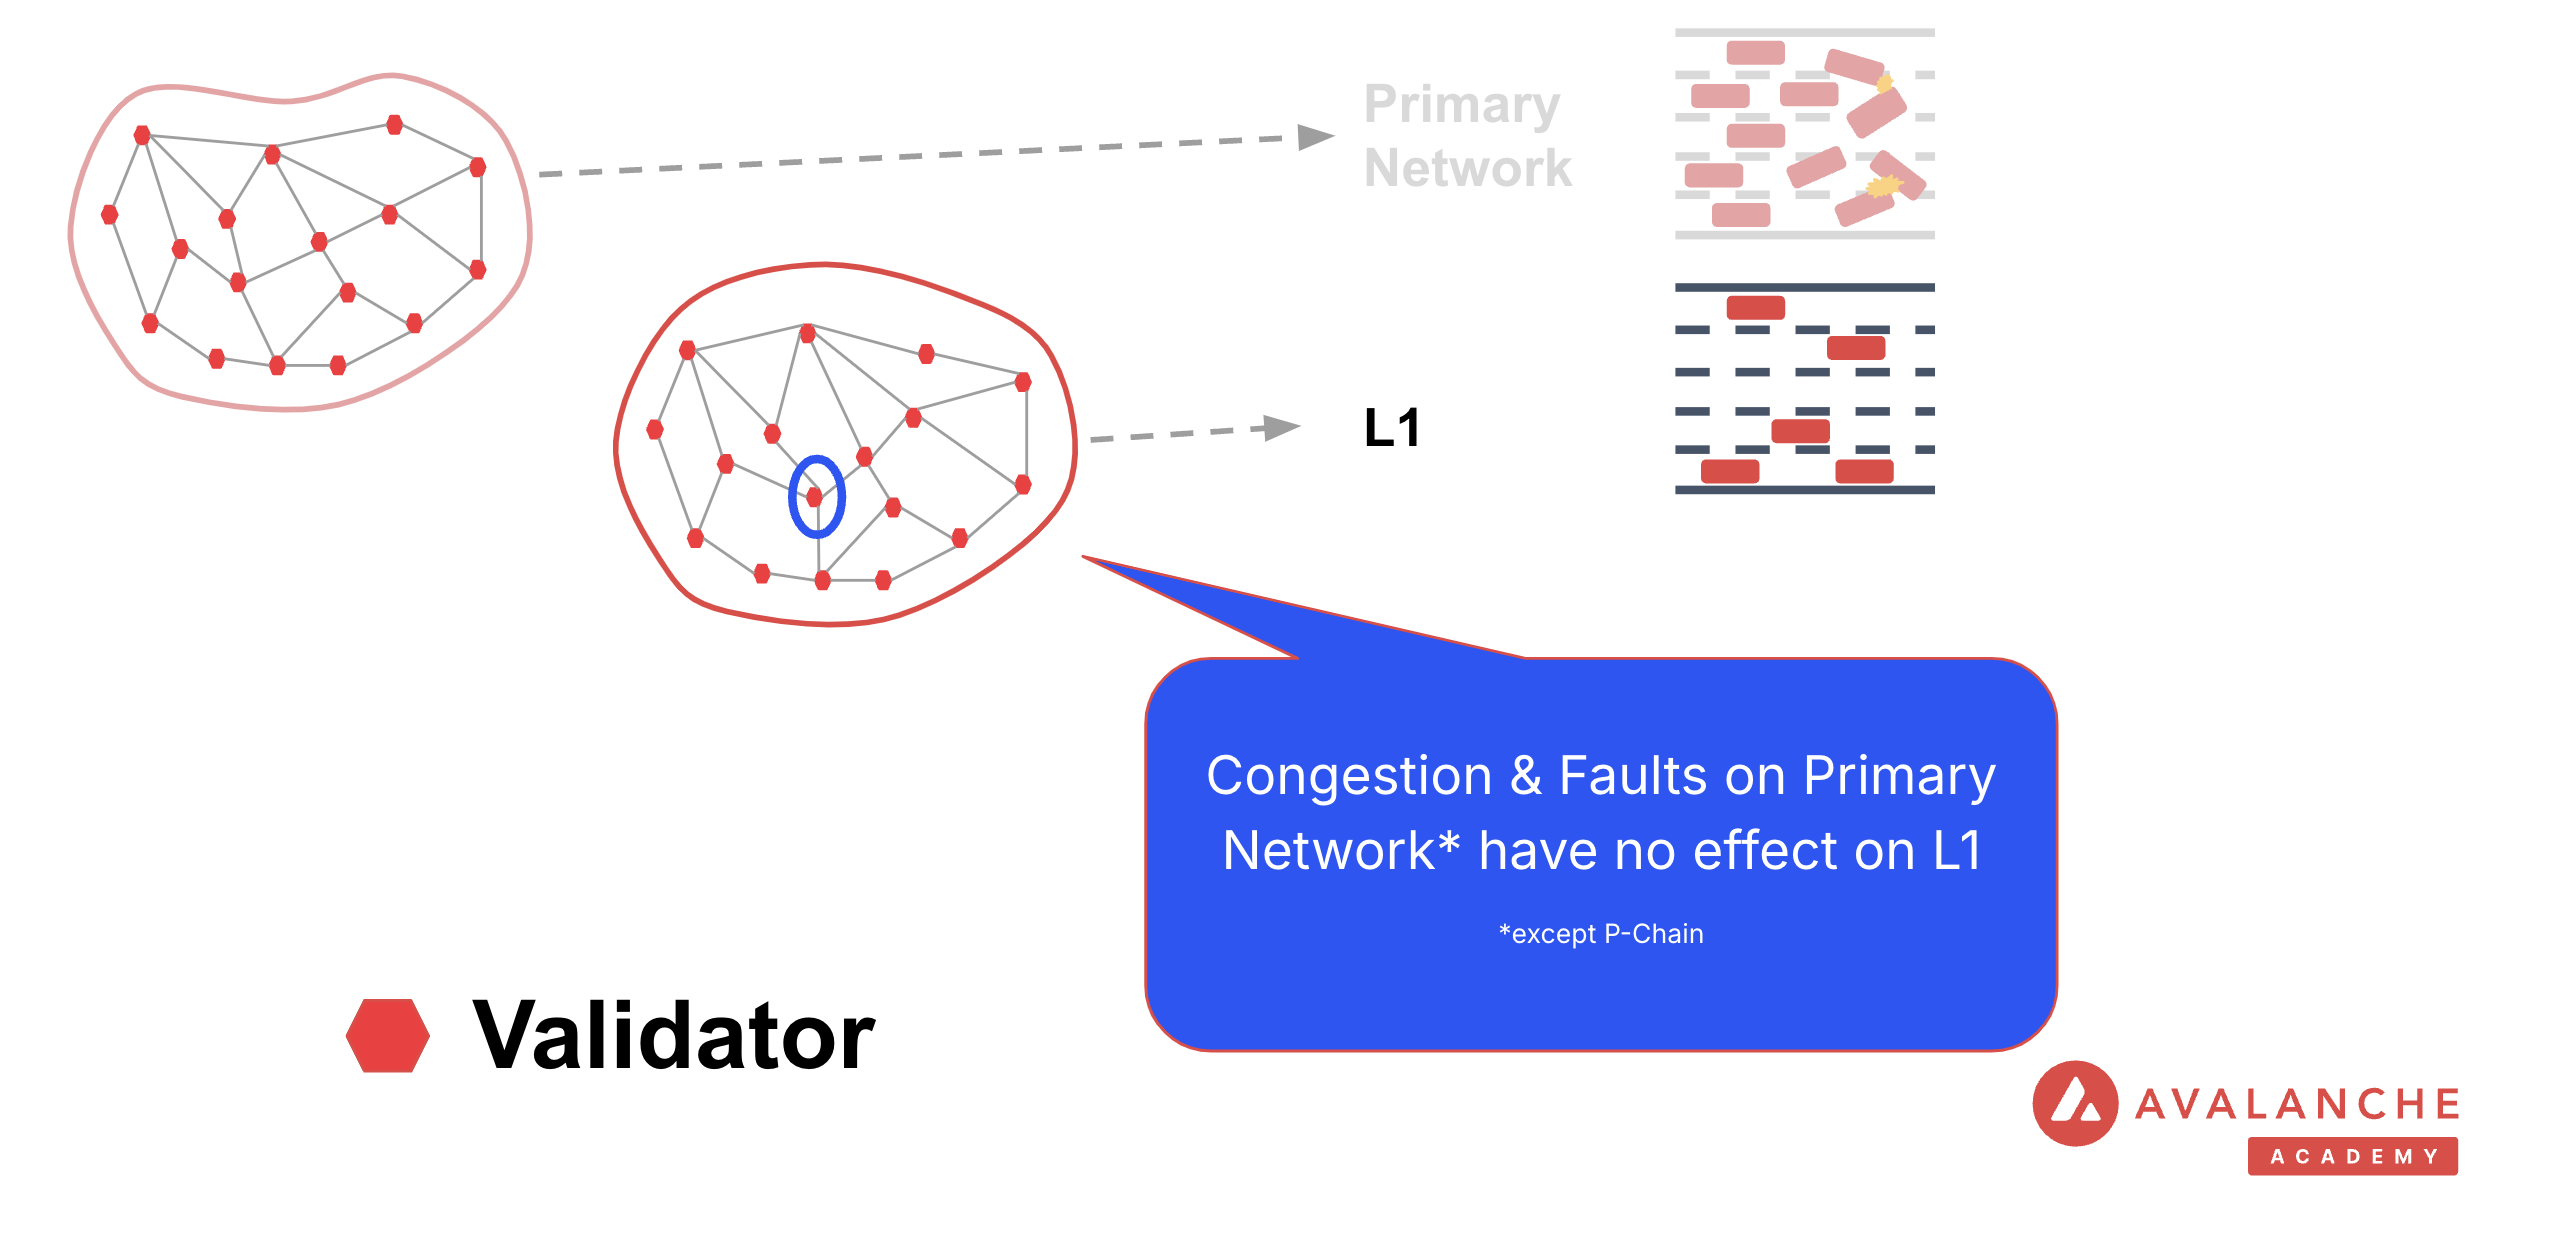 Primary
Network
L1
Congestion & Faults on Primary
Network* have no effect on L1
*except P-Chain
Validator
AVALANCHE
ACADEMY